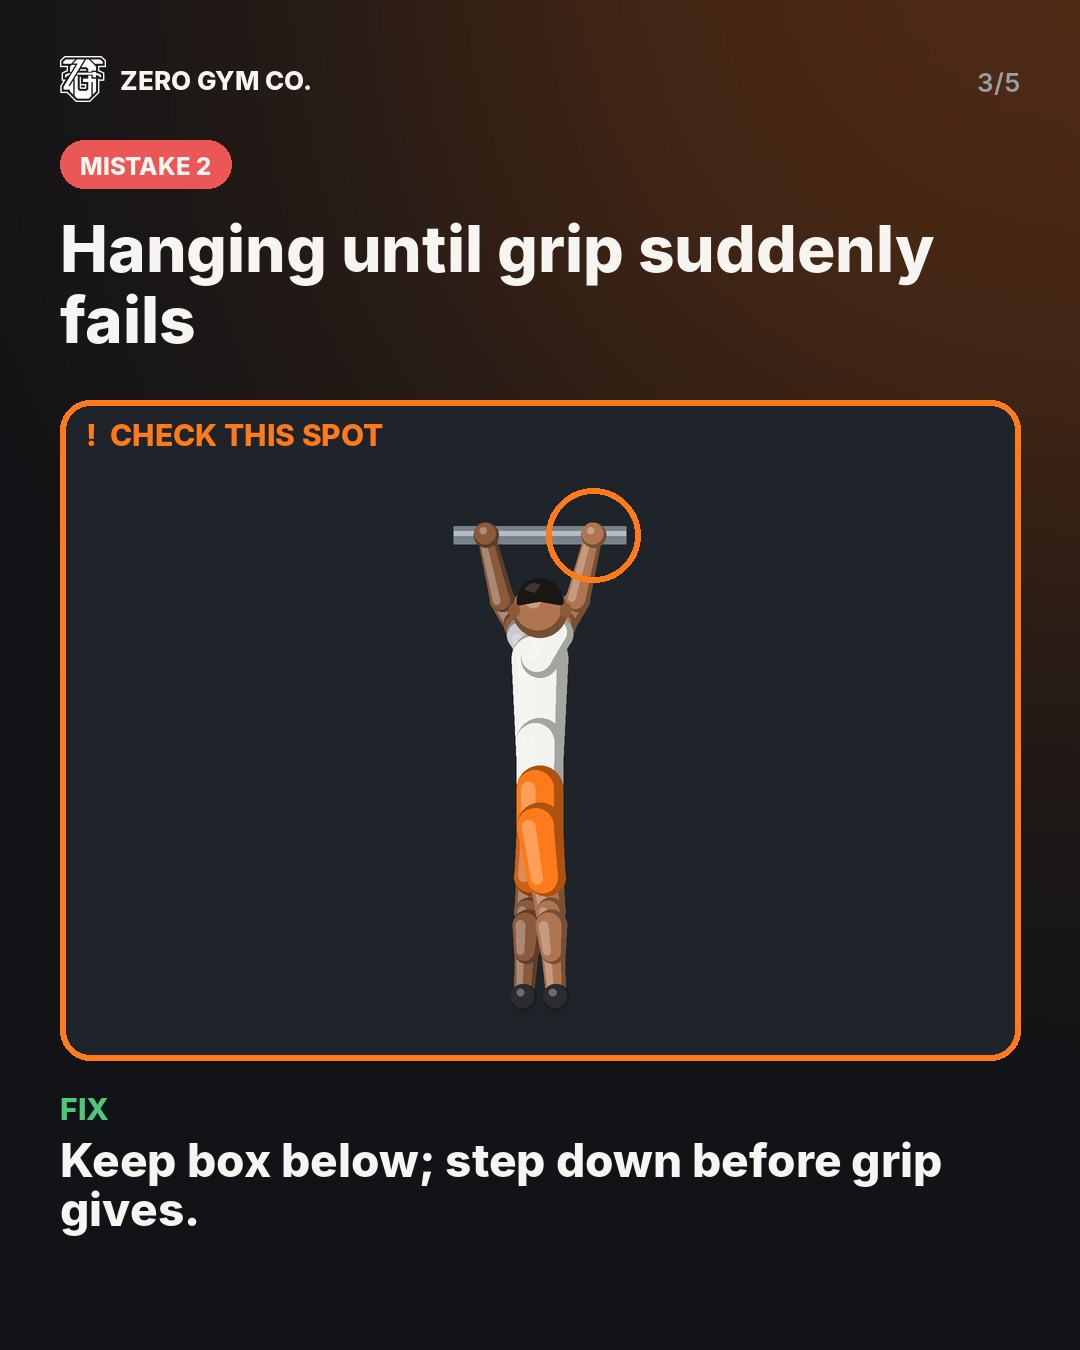 ZERO GYM CO.
3/5
MISTAKE 2
Hanging until grip suddenly
fails
! CHECK THIS SPOT
FIX
Keep box below; step down before grip
gives.